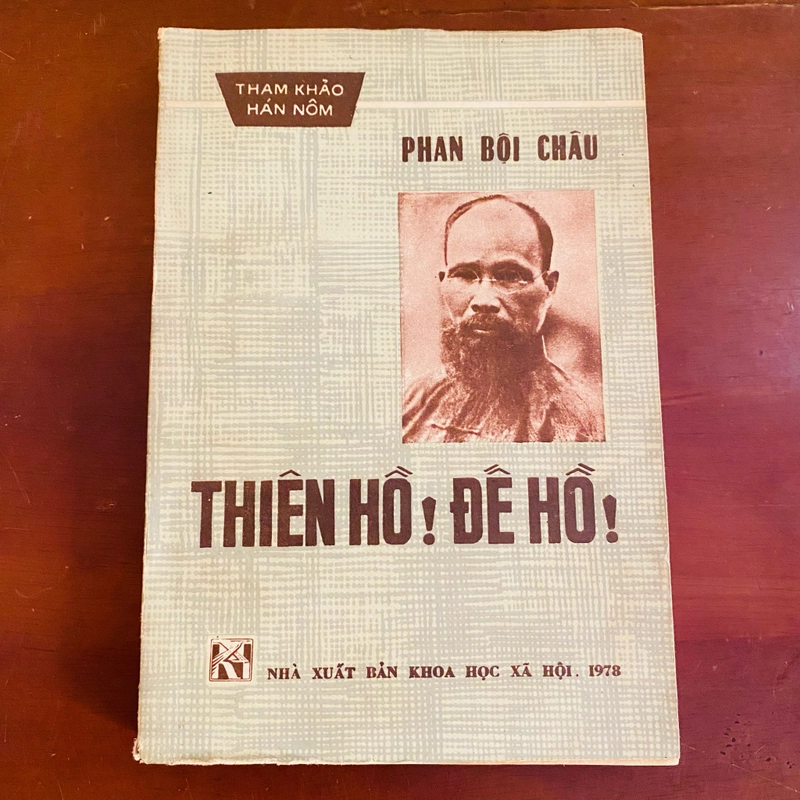 THAM KHẢO
HÁN NÔM
PHAN BỘI CHÂU
THIÊN HỒ! ĐẾ HỒ!
NHÀ XUẤT BẢN KHOA HỌC XÃ HỘI. 1978